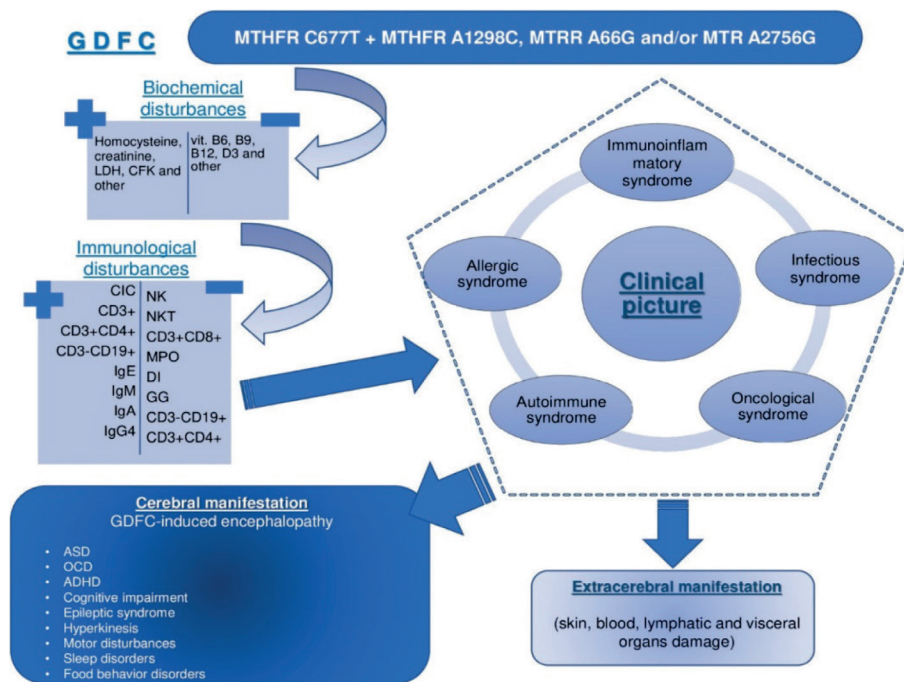 GDFC
MTHFR C677T + MTHFR A1298C, MTRR A66G and/or MTR A2756G
Biochemical
disturbances
Homocysteine,
creatinine,
LDH, CFK and
other
vit. B6, B9,
B12, D3 and
other
Immunological
disturbances
CIC
CD3+
CD3+CD4+
CD3-CD19+
IgE
IgM
IgA
IgG4
NK
NKT
CD3+CD8+
MPO
DI
GG
CD3-CD19+
CD3+CD4+
Immunoinflam
matory
syndrome
Allergic
syndrome
Infectious
syndrome
Clinical
picture
Autoimmune
syndrome
Oncological
syndrome
Cerebral manifestation
GDFC-induced encephalopathy
• ASD
• OCD
• ADHD
• Cognitive impairment
• Epileptic syndrome
• Hyperkinesis
• Motor disturbances
• Sleep disorders
• Food behavior disorders
Extracerebral manifestation
(skin, blood, lymphatic and visceral
organs damage)